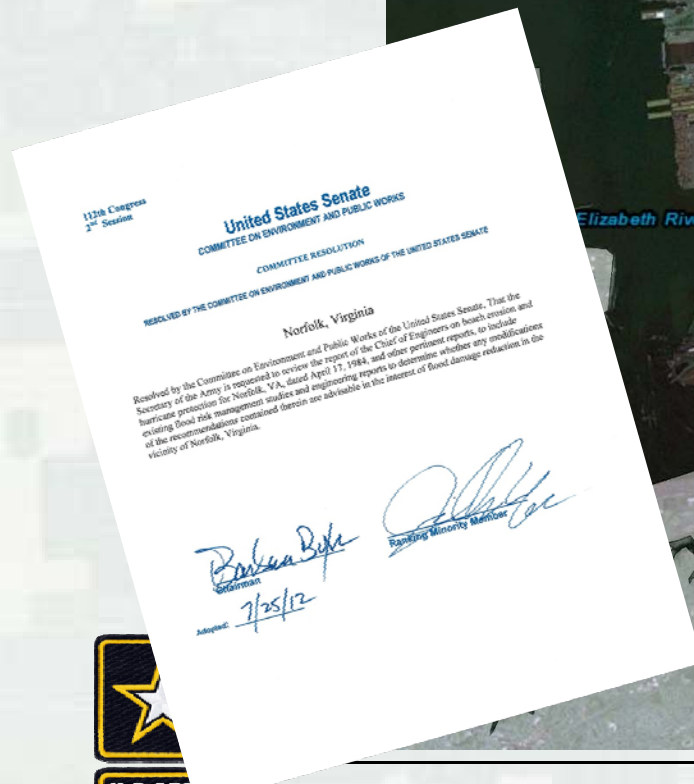 112th Congress
2nd Session
United States Senate
COMMITTEE ON ENVIRONMENT AND PUBLIC WORKS
COMMITTEE RESOLUTION
RESOLVED BY THE COMMITTEE ON ENVIRONMENT AND PUBLIC WORKS OF THE UNITED STATES SENATE
Norfolk, Virginia
Resolved by the Committee on Environment and Public Works of the United States Senate, That the
Secretary of the Army is requested to review the report of the Chief of Engineers on beach erosion and
hurricane protection for Norfolk, VA, dated April 17, 1984, and other pertinent reports, to include
existing flood risk management studies and engineering reports to determine whether any modifications
of the recommendations contained therein are advisable in the interest of flood damage reduction in the
vicinity of Norfolk, Virginia.
Chairman
Ranking Minority Member
Adopted: 7/25/12
Elizabeth Riv